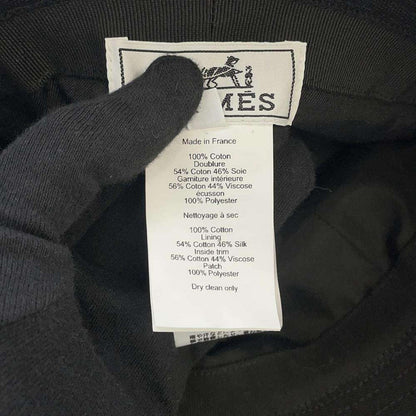 MÈS
Made in France
100% Coton
Doublure
54% Coton 46% Soie
Garniture intérieure
56% Coton 44% Viscose
écusson
100% Polyester
Nettoyage à sec
100% Cotton
Lining
54% Cotton 46% Silk
Inside trim
56% Cotton 44% Viscose
Patch
100% Polyester
Dry clean only